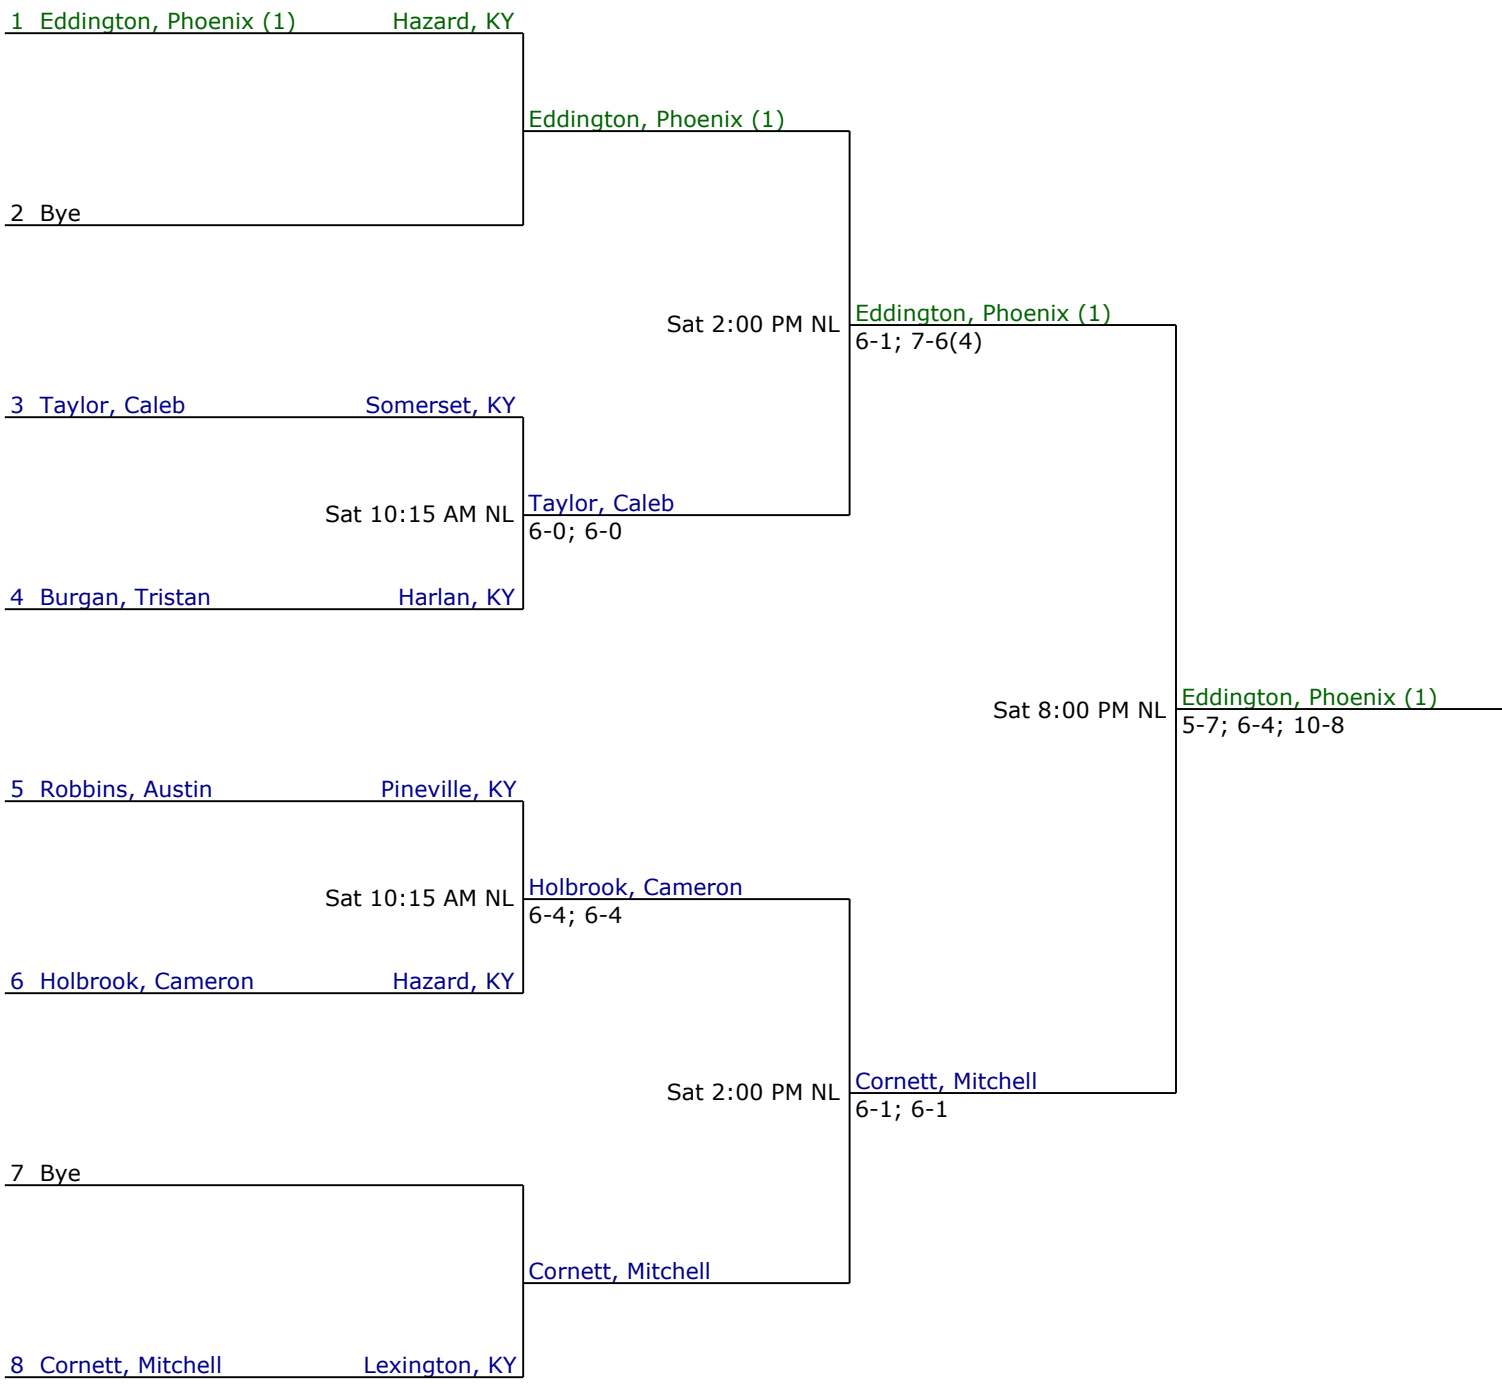 1 Eddington, Phoenix (1) Hazard, KY
Eddington, Phoenix (1)
2 Bye
Eddington, Phoenix (1)
Sat 2:00 PM NL
6-1; 7-6(4)
3 Taylor, Caleb Somerset, KY
Taylor, Caleb
Sat 10:15 AM NL
6-0; 6-0
4 Burgan, Tristan Harlan, KY
Eddington, Phoenix (1)
Sat 8:00 PM NL
5-7; 6-4; 10-8
5 Robbins, Austin Pineville, KY
Holbrook, Cameron
Sat 10:15 AM NL
6-4; 6-4
6 Holbrook, Cameron Hazard, KY
Cornett, Mitchell
Sat 2:00 PM NL
6-1; 6-1
7 Bye
Cornett, Mitchell
8 Cornett, Mitchell Lexington, KY